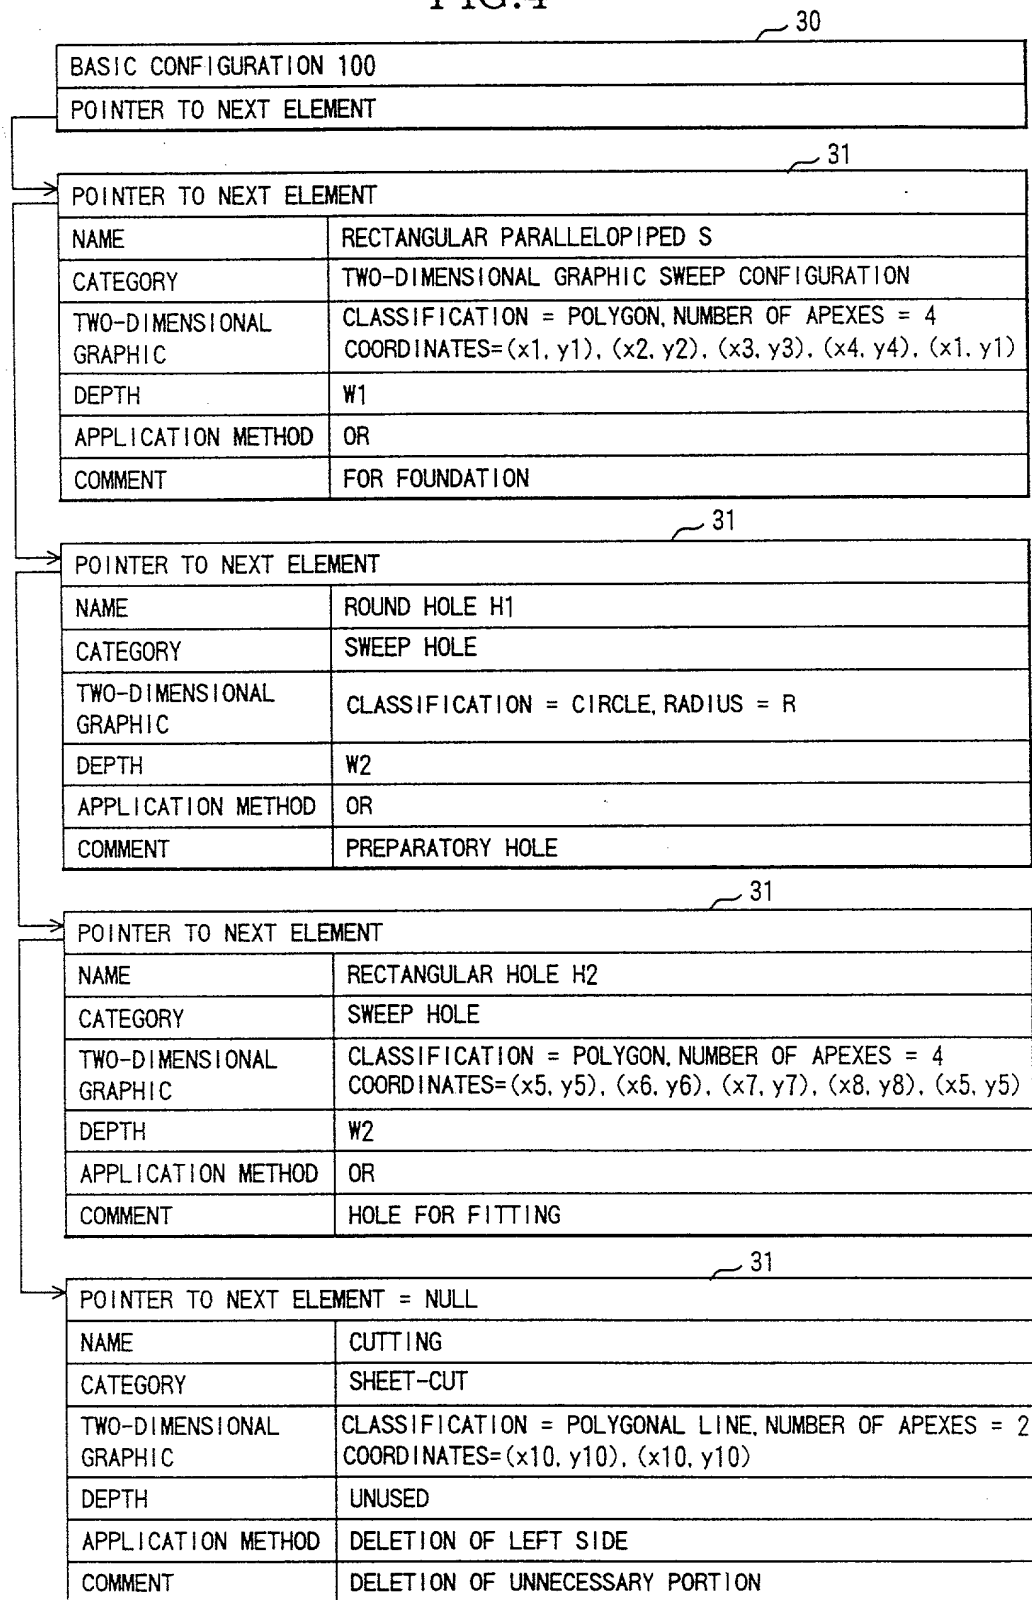 FIG.4
30
BASIC CONFIGURATION 100
POINTER TO NEXT ELEMENT
31
POINTER TO NEXT ELEMENT
NAME RECTANGULAR PARALLELOPIPED S
CATEGORY TWO-DIMENSIONAL GRAPHIC SWEEP CONFIGURATION
TWO-DIMENSIONAL GRAPHIC CLASSIFICATION = POLYGON, NUMBER OF APEXES = 4
COORDINATES=(x1, y1), (x2, y2), (x3, y3), (x4, y4), (x1, y1)
DEPTH W1
APPLICATION METHOD OR
COMMENT FOR FOUNDATION
31
POINTER TO NEXT ELEMENT
NAME ROUND HOLE H1
CATEGORY SWEEP HOLE
TWO-DIMENSIONAL GRAPHIC CLASSIFICATION = CIRCLE, RADIUS = R
DEPTH W2
APPLICATION METHOD OR
COMMENT PREPARATORY HOLE
31
POINTER TO NEXT ELEMENT
NAME RECTANGULAR HOLE H2
CATEGORY SWEEP HOLE
TWO-DIMENSIONAL GRAPHIC CLASSIFICATION = POLYGON, NUMBER OF APEXES = 4
COORDINATES=(x5, y5), (x6, y6), (x7, y7), (x8, y8), (x5, y5)
DEPTH W2
APPLICATION METHOD OR
COMMENT HOLE FOR FITTING
31
POINTER TO NEXT ELEMENT = NULL
NAME CUTTING
CATEGORY SHEET-CUT
TWO-DIMENSIONAL GRAPHIC CLASSIFICATION = POLYGONAL LINE, NUMBER OF APEXES = 2
COORDINATES=(x10, y10), (x10, y10)
DEPTH UNUSED
APPLICATION METHOD DELETION OF LEFT SIDE
COMMENT DELETION OF UNNECESSARY PORTION